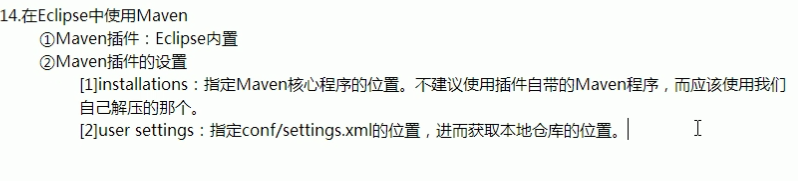 14.在Eclipse中使用Maven
①Maven插件：Eclipse内置
②Maven插件的设置
[1]installations：指定Maven核心程序的位置。不建议使用插件自带的Maven程序，而应该使用我们
自己解压的那个。
[2]user settings：指定conf/settings.xml的位置，进而获取本地仓库的位置。